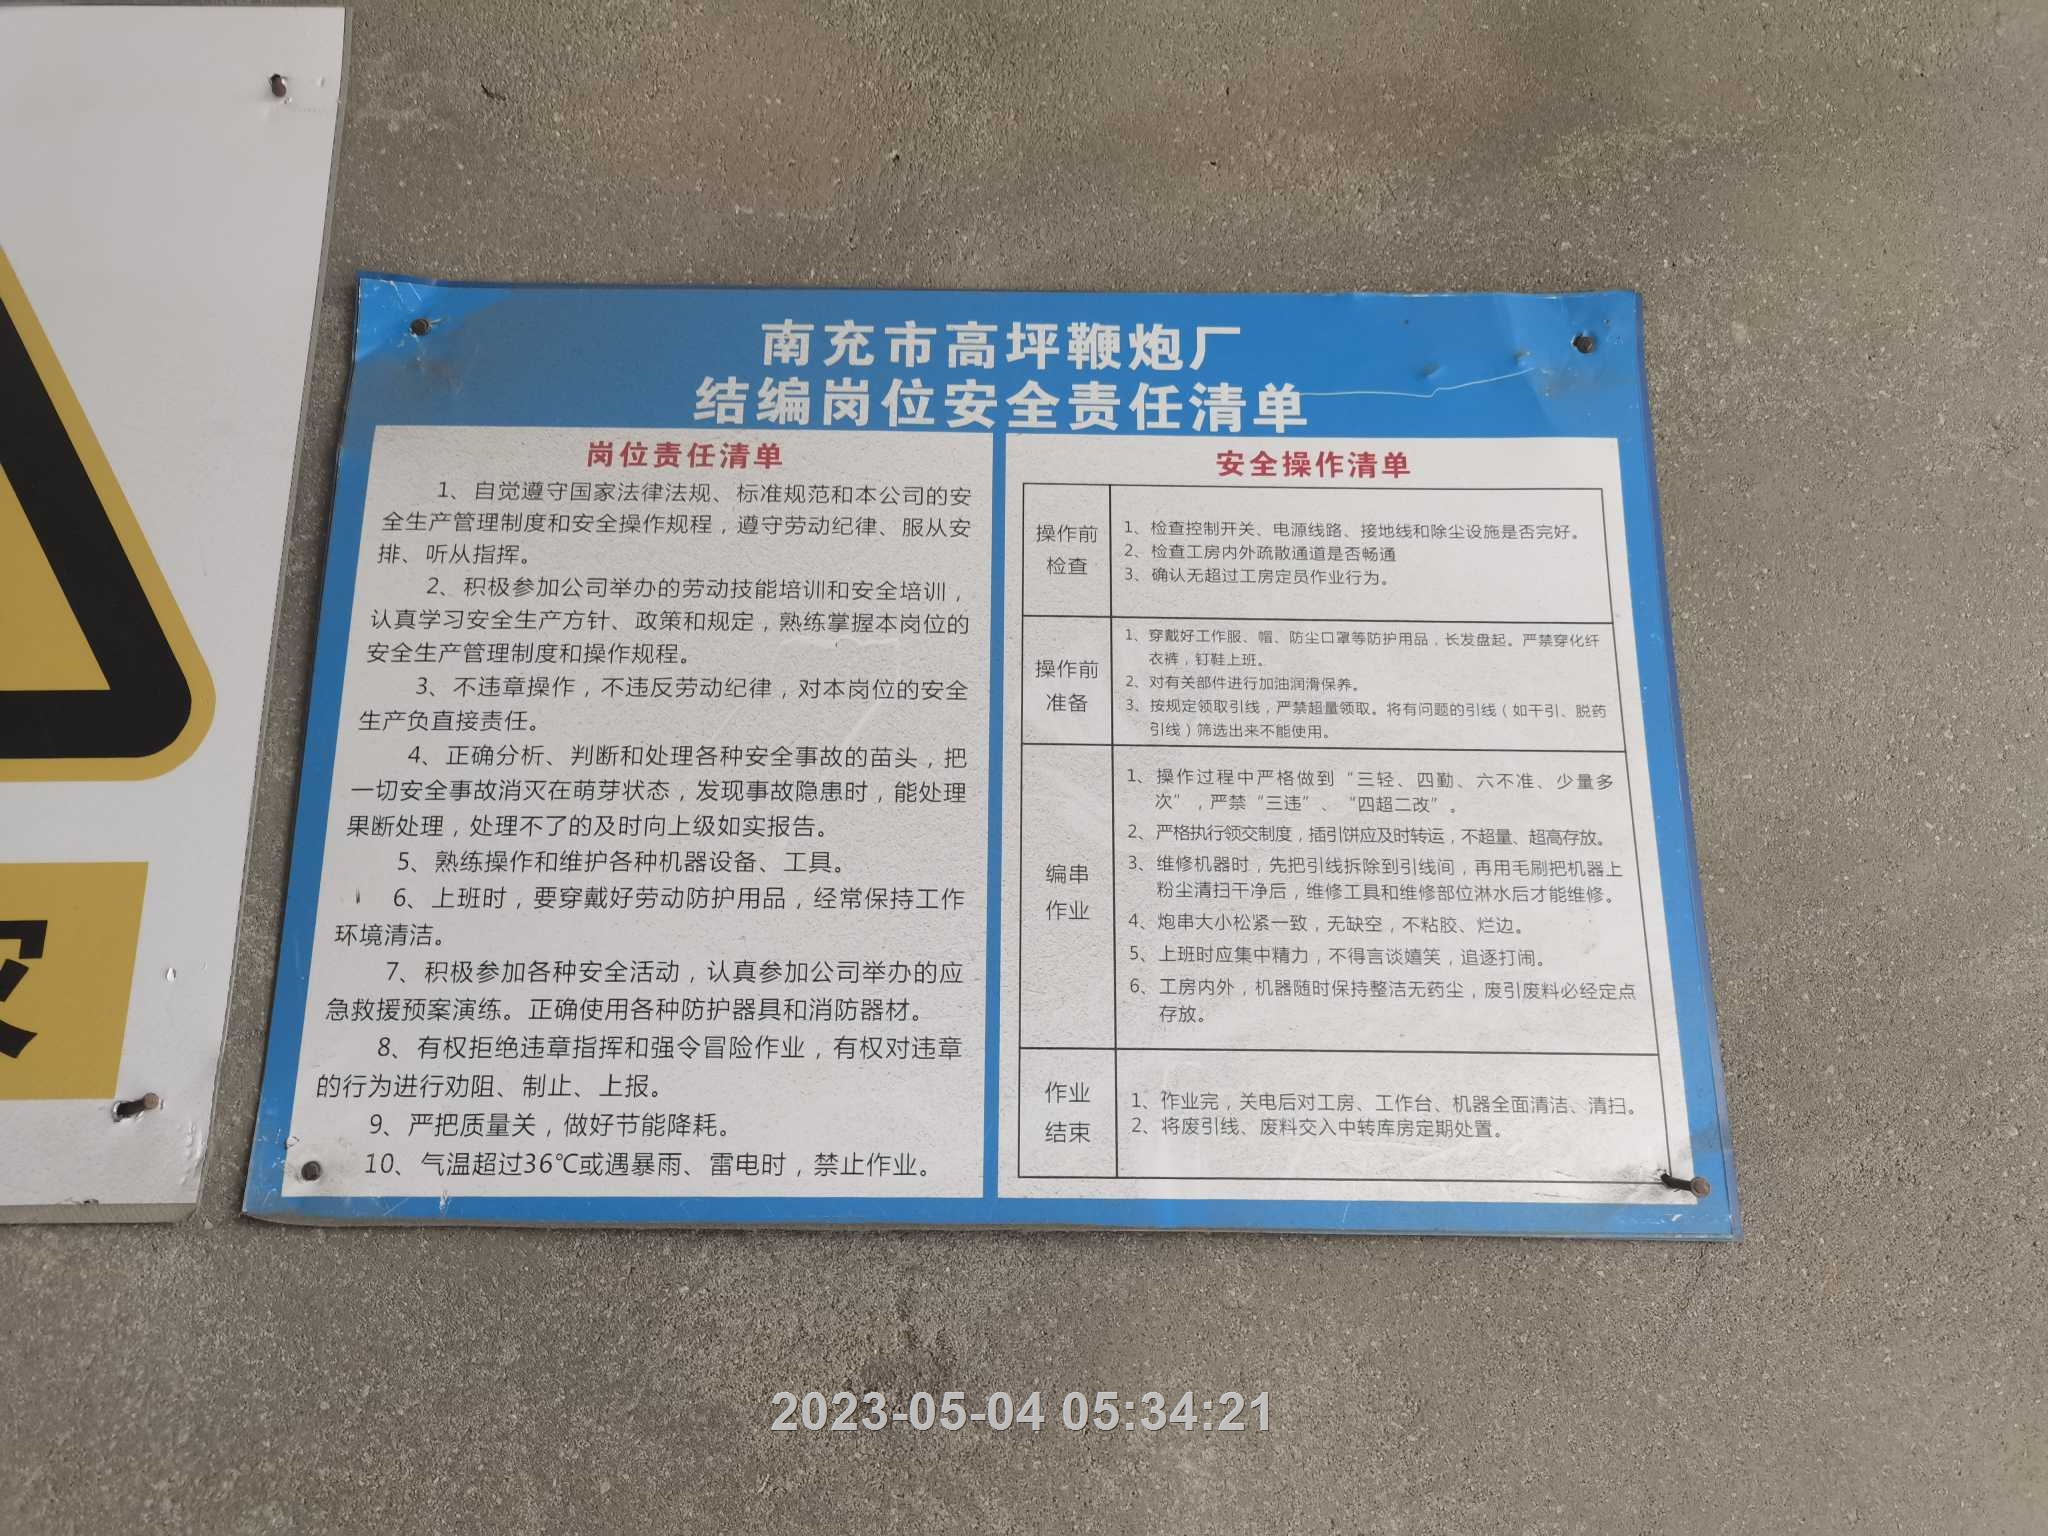 南充市高坪鞭炮厂
结编岗位安全责任清单
岗位责任清单
1、自觉遵守国家法律法规、标准规范和本公司的安
全生产管理制度和安全操作规程，遵守劳动纪律、服从安
排、听从指挥。
2、积极参加公司举办的劳动技能培训和安全培训，
认真学习安全生产方针、政策和规定，熟练掌握本岗位的
安全生产管理制度和操作规程。
3、不违章操作，不违反劳动纪律，对本岗位的安全
生产负直接责任。
4、正确分析、判断和处理各种安全事故的苗头，把
一切安全事故消灭在萌芽状态，发现事故隐患时，能处理
果断处理，处理不了的及时向上级如实报告。
5、熟练操作和维护各种机器设备、工具。
6、上班时，要穿戴好劳动防护用品，经常保持工作
环境清洁。
7、积极参加各种安全活动，认真参加公司举办的应
急救援预案演练。正确使用各种防护器具和消防器材。
8、有权拒绝违章指挥和强令冒险作业，有权对违章
的行为进行劝阻、制止、上报。
9、严把质量关，做好节能降耗。
10、气温超过36℃或遇暴雨、雷电时，禁止作业。
安全操作清单
操作前
检查
1、检查控制开关、电源线路、接地线和除尘设施是否完好。
2、检查工房内外疏散通道是否畅通
3、确认无超过工房定员作业行为。
操作前
准备
1、穿戴好工作服、帽、防尘口罩等防护用品，长发盘起。严禁穿化纤
衣裤，钉鞋上班。
2、对有关部件进行加油润滑保养。
3、按规定领取引线，严禁超量领取。将有问题的引线（如干引、脱药
引线）筛选出来不能使用。
编串
作业
1、操作过程中严格做到“三轻、四勤、六不准、少量多
次”，严禁“三违”、“四超二改”。
2、严格执行领交制度，插引饼应及时转运，不超量、超高存放。
3、维修机器时，先把引线拆除到引线间，再用毛刷把机器上
粉尘清扫干净后，维修工具和维修部位淋水后才能维修。
4、炮串大小松紧一致，无缺空，不粘胶、烂边。
5、上班时应集中精力，不得言谈嬉笑，追逐打闹。
6、工房内外，机器随时保持整洁无药尘，废引废料必经定点
存放。
作业
结束
1、作业完，关电后对工房、工作台、机器全面清洁、清扫。
2、将废引线、废料交入中转库房定期处置。
2023-05-04 05:34:21